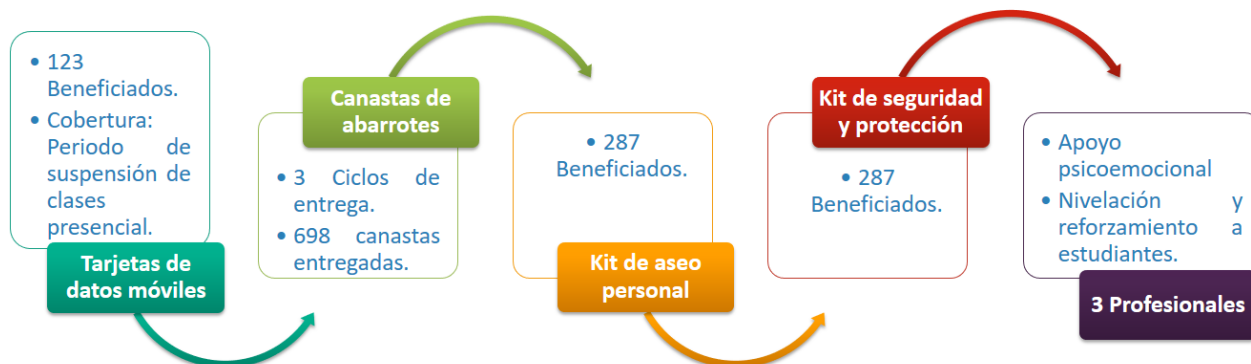 • 123
Beneficiados.
• Cobertura:
Periodo de
suspensión de
clases
presencial.
Tarjetas de
datos móviles
Canastas de
abarrotes
• 3 Ciclos de
entrega.
• 698 canastas
entregadas.
• 287
Beneficiados.
Kit de aseo
personal
Kit de seguridad
y protección
• 287
Beneficiados.
• Apoyo
psicoemocional
• Nivelación y
reforzamiento a
estudiantes.
3 Profesionales